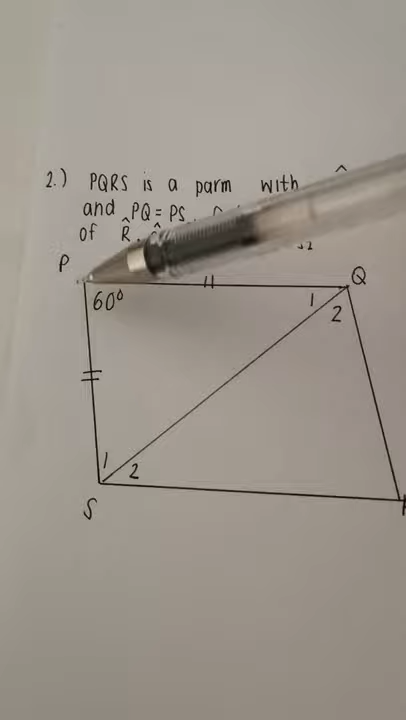 2.) PQRS is a parm with
and PQ = PS.
of R̂.
P
Q
60°
1
2
1
2
S